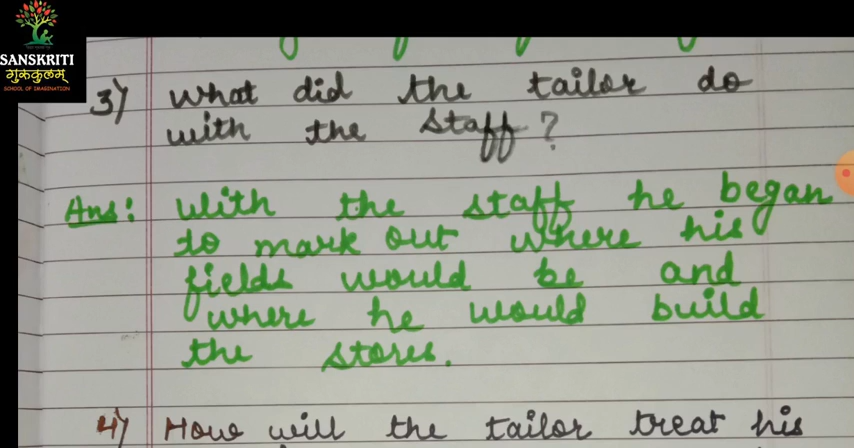 SANSKRITI
गुरुकुलम्
SCHOOL OF IMAGINATION
3) What did the tailor do
with the staff?
Ans: With the staff he began
to mark out where his
fields would be and
where he would build
the stores.
4) How will the tailor treat his